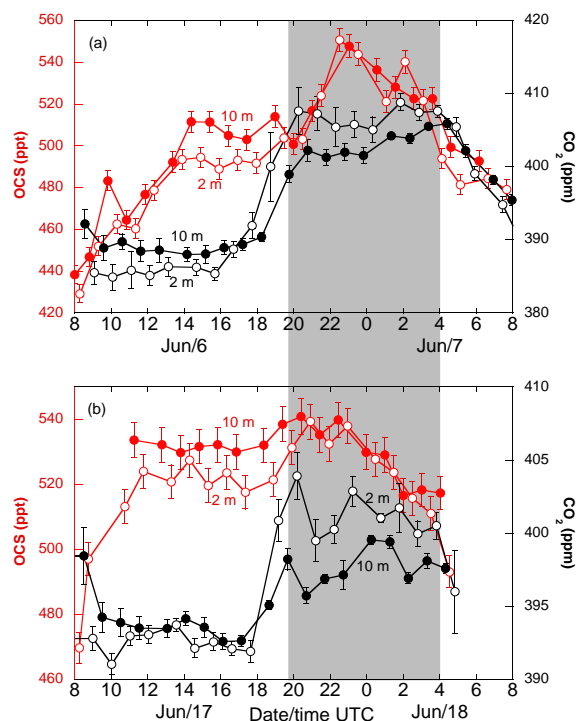 (a)
560
540
520
500
480
460
440
420
OCS (ppt)
420
410
400
390
380
CO2 (ppm)
10 m
2 m
10 m
2 m
8 10 12 14 16 18 20 22 0 2 4 6 8
Jun/6 Jun/7
(b)
540
520
500
480
460
OCS (ppt)
410
405
400
395
390
CO2 (ppm)
10 m
2 m
2 m
10 m
8 10 12 14 16 18 20 22 0 2 4 6 8
Jun/17 Date/time UTC Jun/18